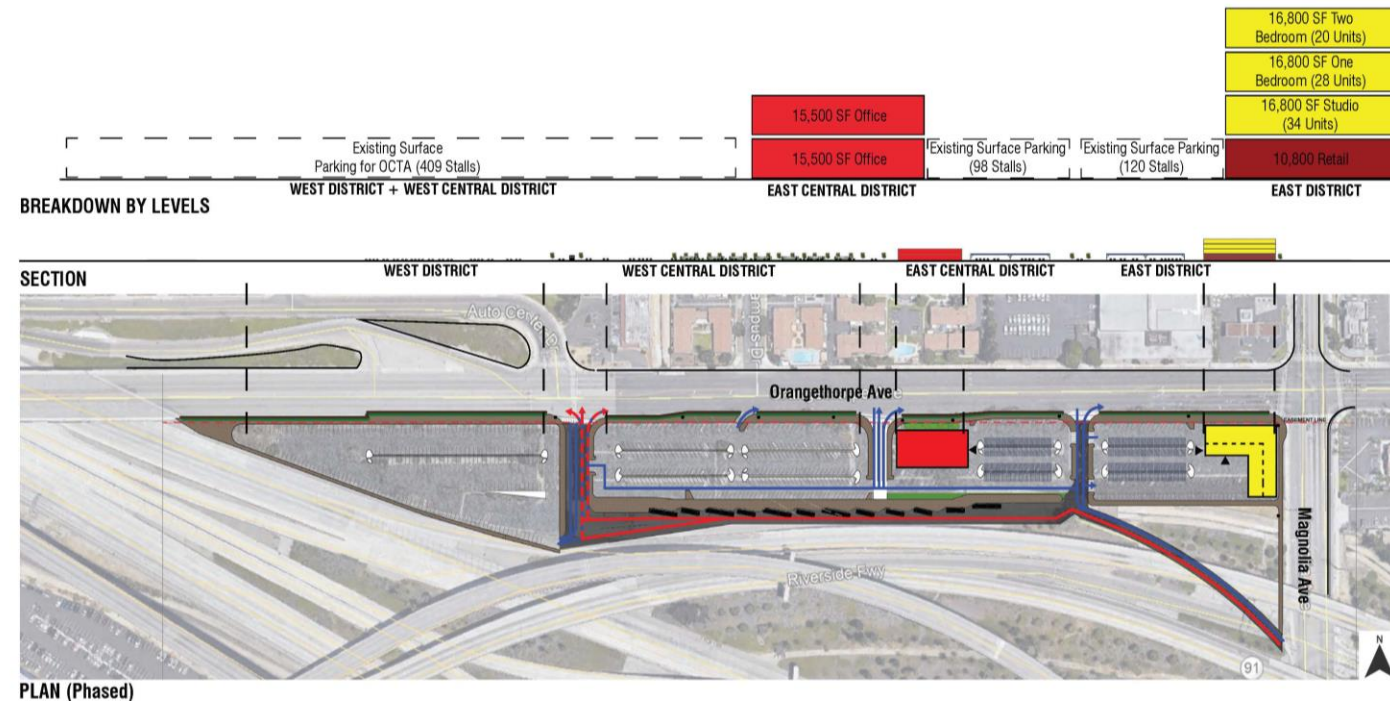 16,800 SF Two
Bedroom (20 Units)
16,800 SF One
Bedroom (28 Units)
15,500 SF Office
16,800 SF Studio
(34 Units)
Existing Surface
Parking for OCTA (409 Stalls)
15,500 SF Office
Existing Surface Parking
(98 Stalls)
Existing Surface Parking
(120 Stalls)
10,800 Retail
WEST DISTRICT + WEST CENTRAL DISTRICT
EAST CENTRAL DISTRICT
EAST DISTRICT
BREAKDOWN BY LEVELS
WEST DISTRICT
WEST CENTRAL DISTRICT
EAST CENTRAL DISTRICT
EAST DISTRICT
SECTION
Orangethorpe Ave
EASEMENT LINE
Magnolia Ave
Riverside Fwy
91
N
PLAN (Phased)